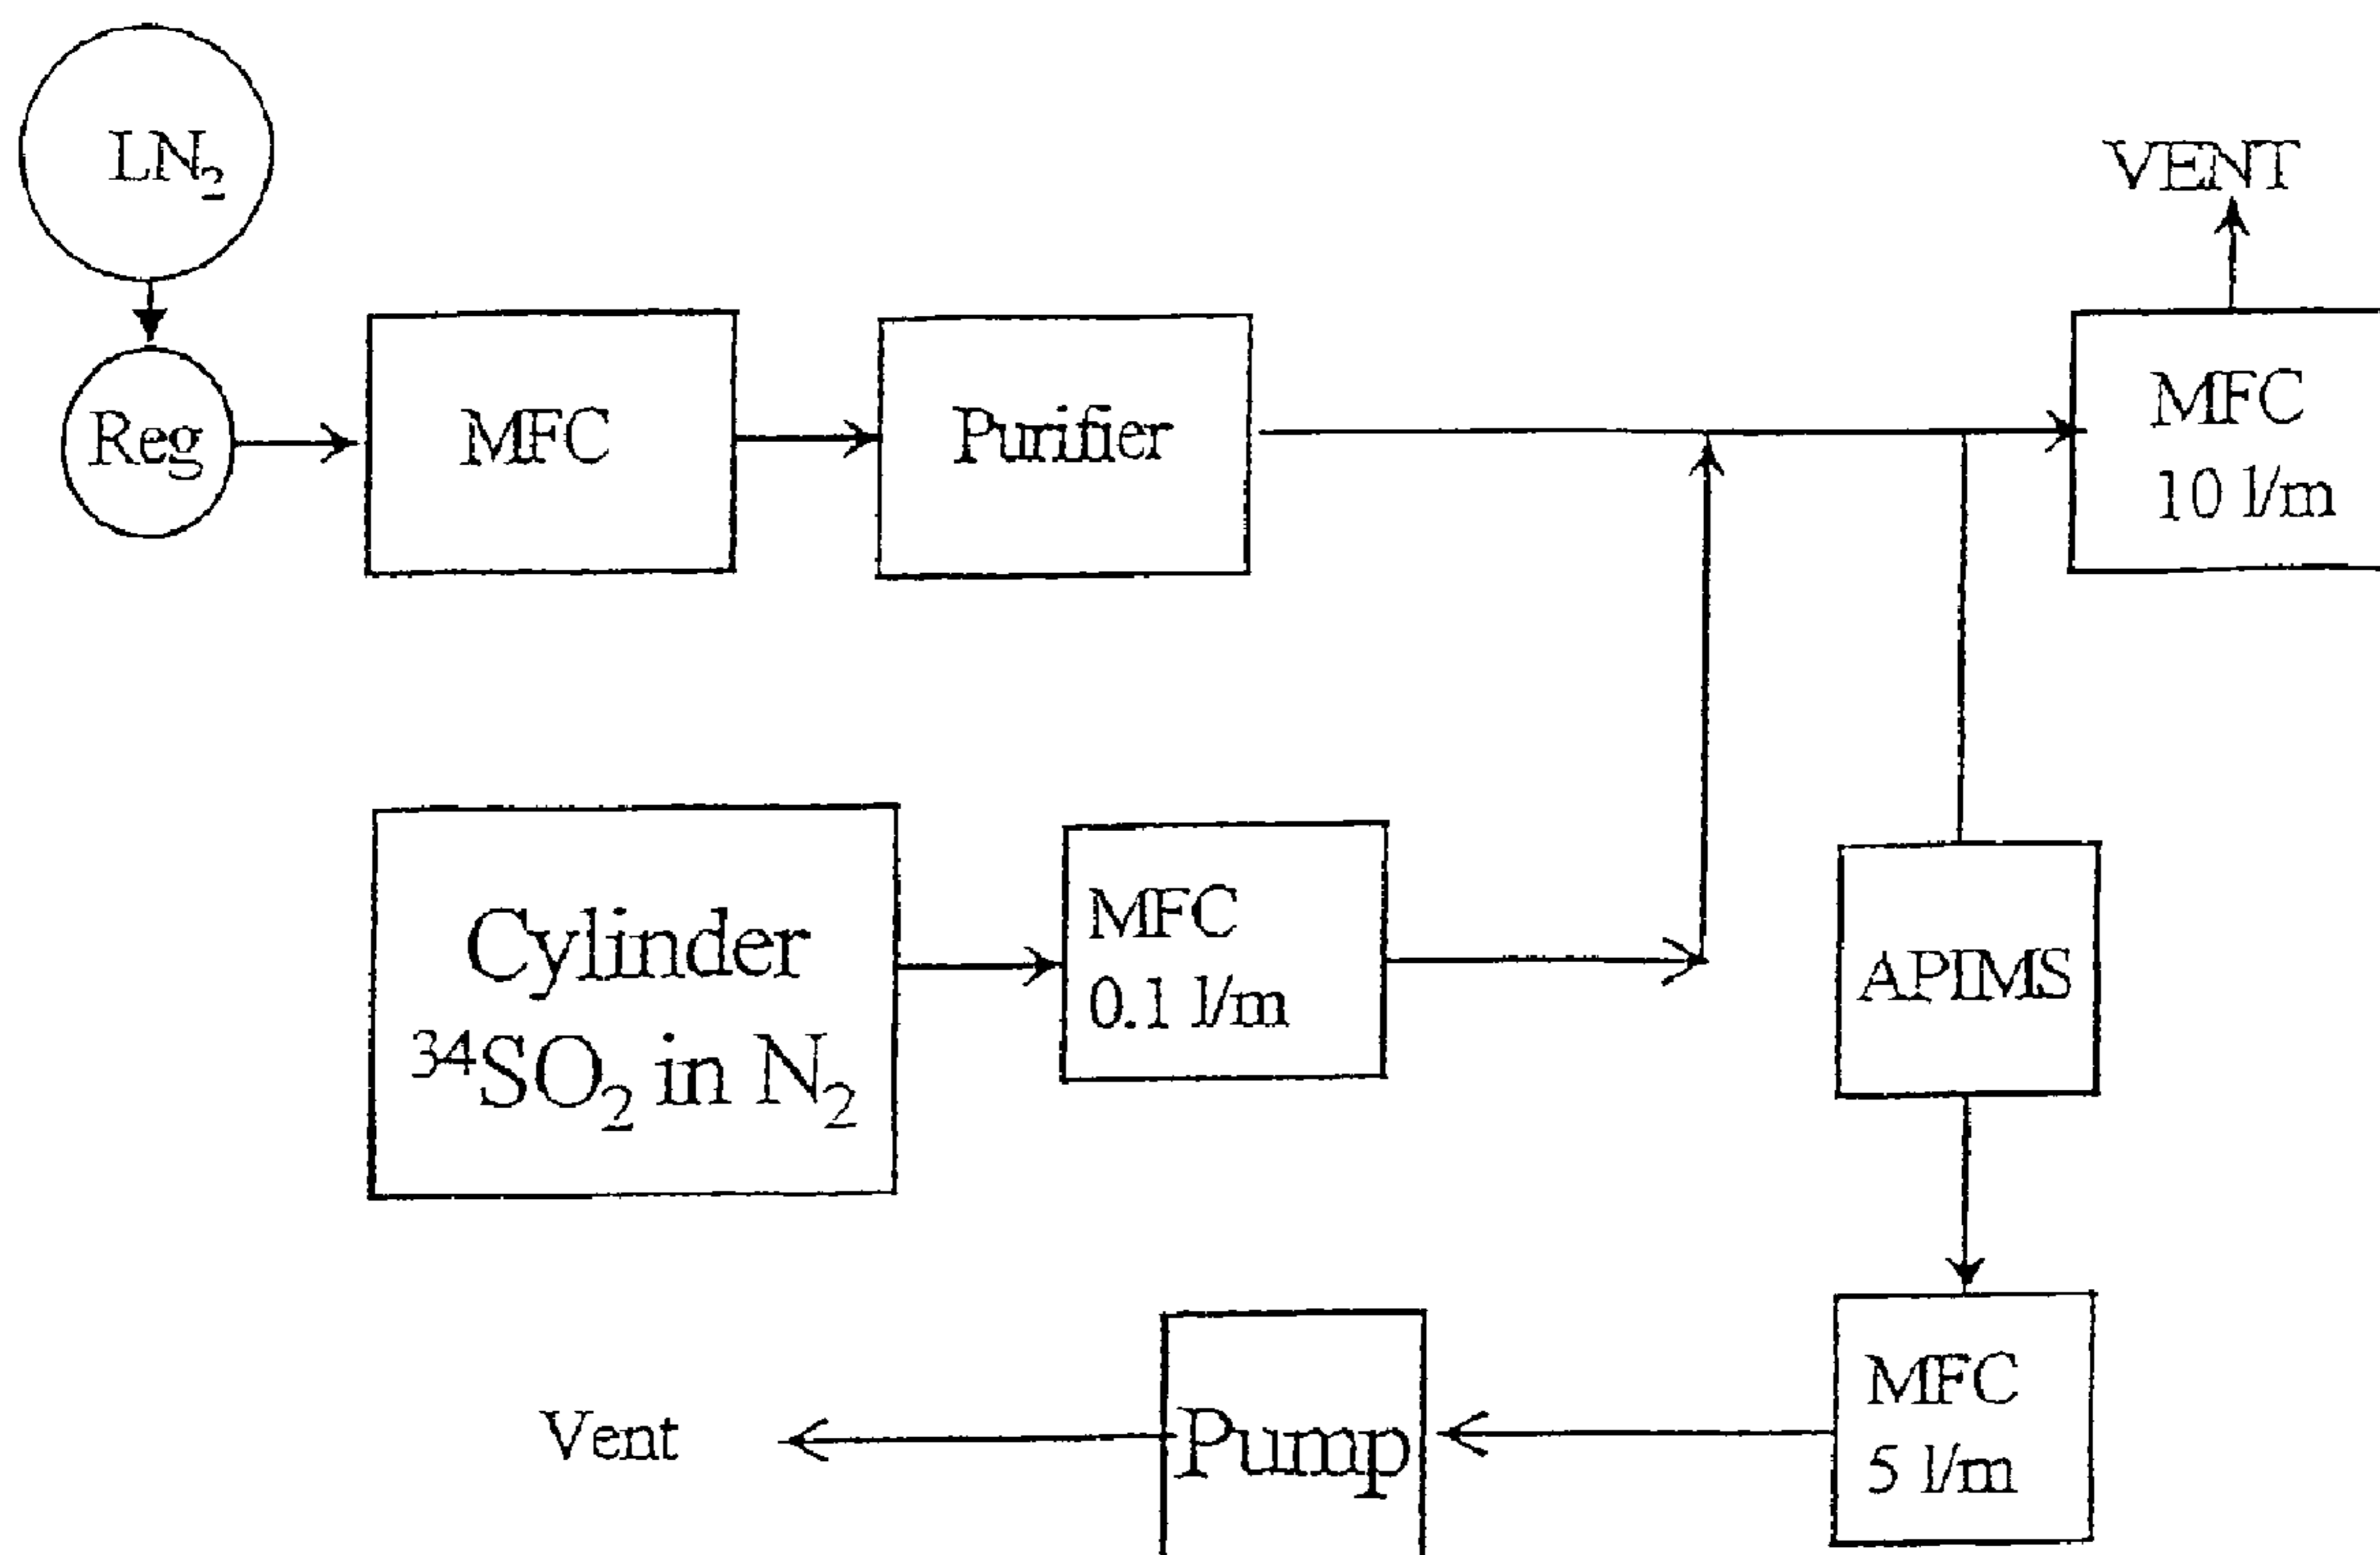 LN₂
VENT
Reg
MFC
Purifier
MFC
10 l/m
Cylinder
³⁴SO₂ in N₂
MFC
0.1 l/m
APIMS
MFC
5 l/m
Pump
Vent